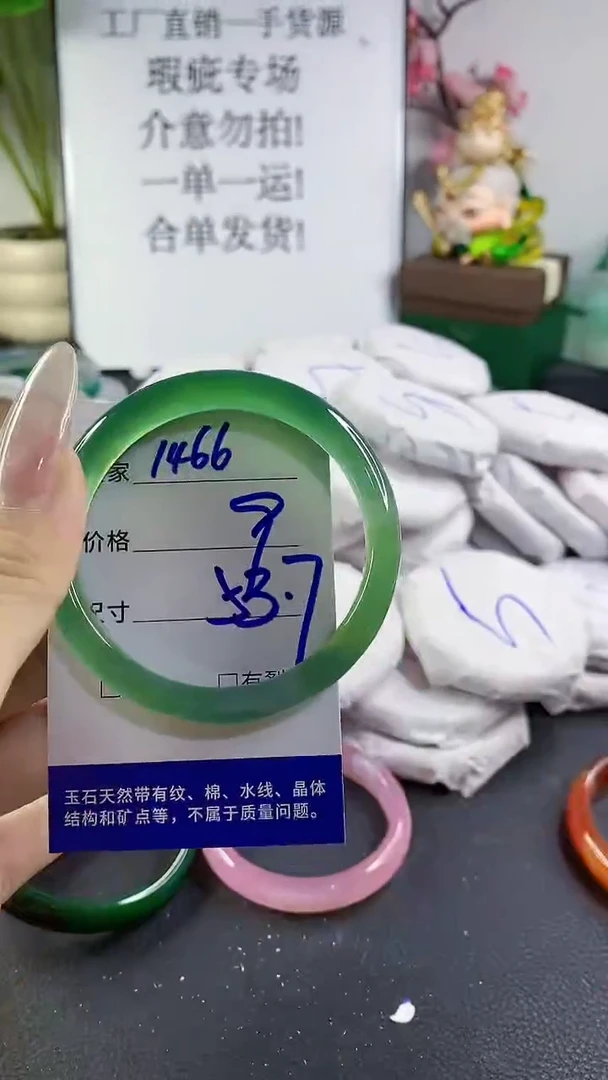 工厂直销一手货源
瑕疵专场
介意勿拍!
一单一运!
合单发货!
家 1466
价格
尺寸
有裂
玉石天然带有纹、棉、水线、晶体
结构和矿点等，不属于质量问题。
5